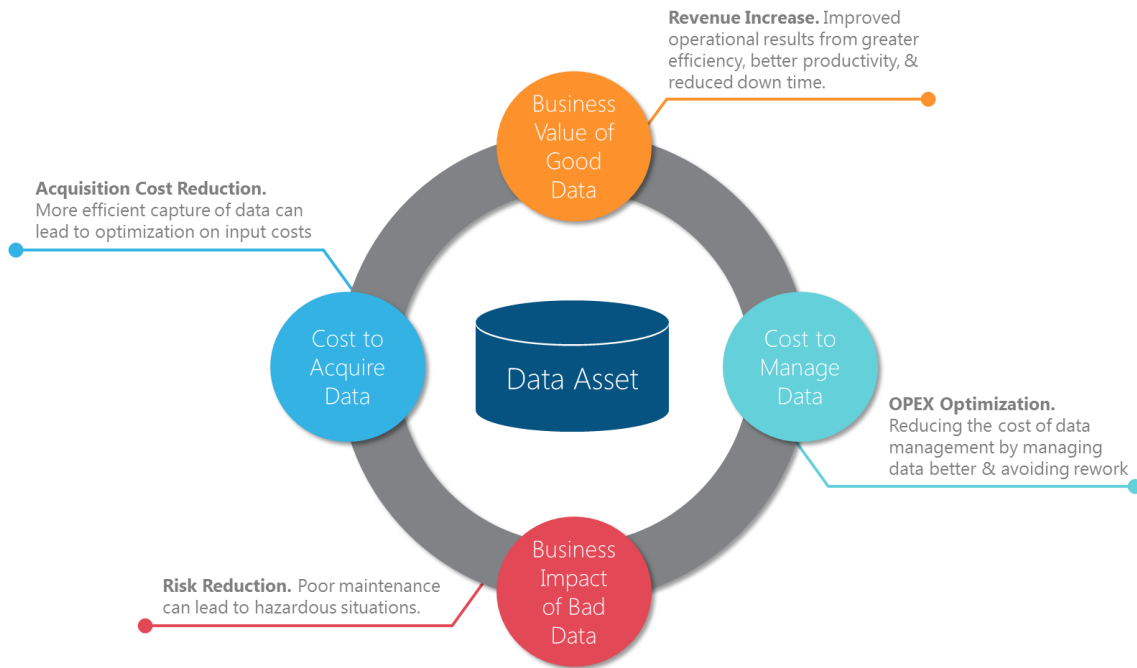 Revenue Increase. Improved
operational results from greater
efficiency, better productivity, &
reduced down time.
Business
Value of
Good
Data
Acquisition Cost Reduction.
More efficient capture of data can
lead to optimization on input costs
Cost to
Acquire
Data
Data Asset
Cost to
Manage
Data
OPEX Optimization.
Reducing the cost of data
management by managing
data better & avoiding rework
Business
Impact
of Bad
Data
Risk Reduction. Poor maintenance
can lead to hazardous situations.